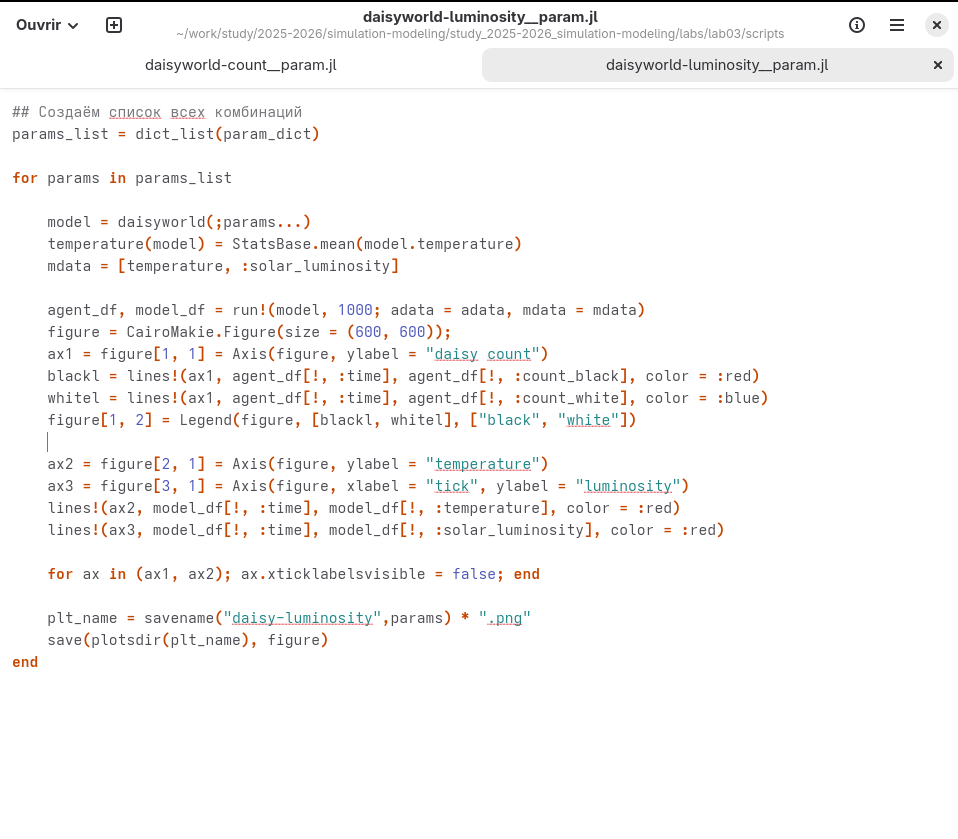 Ouvrir
daisyworld-luminosity__param.jl
~/work/study/2025-2026/simulation-modeling/study_2025-2026_simulation-modeling/labs/lab03/scripts
daisyworld-count__param.jl
daisyworld-luminosity__param.jl
## Создаём список всех комбинаций
params_list = dict_list(param_dict)
for params in params_list
    model = daisyworld(;params...)
    temperature(model) = StatsBase.mean(model.temperature)
    mdata = [temperature, :solar_luminosity]
    agent_df, model_df = run!(model, 1000; adata = adata, mdata = mdata)
    figure = CairoMakie.Figure(size = (600, 600));
    ax1 = figure[1, 1] = Axis(figure, ylabel = "daisy count")
    blackl = lines!(ax1, agent_df[!, :time], agent_df[!, :count_black], color = :red)
    whitel = lines!(ax1, agent_df[!, :time], agent_df[!, :count_white], color = :blue)
    figure[1, 2] = Legend(figure, [blackl, whitel], ["black", "white"])
    ax2 = figure[2, 1] = Axis(figure, ylabel = "temperature")
    ax3 = figure[3, 1] = Axis(figure, xlabel = "tick", ylabel = "luminosity")
    lines!(ax2, model_df[!, :time], model_df[!, :temperature], color = :red)
    lines!(ax3, model_df[!, :time], model_df[!, :solar_luminosity], color = :red)
    for ax in (ax1, ax2); ax.xticklabelsvisible = false; end
    plt_name = savename("daisy-luminosity",params) * ".png"
    save(plotsdir(plt_name), figure)
end